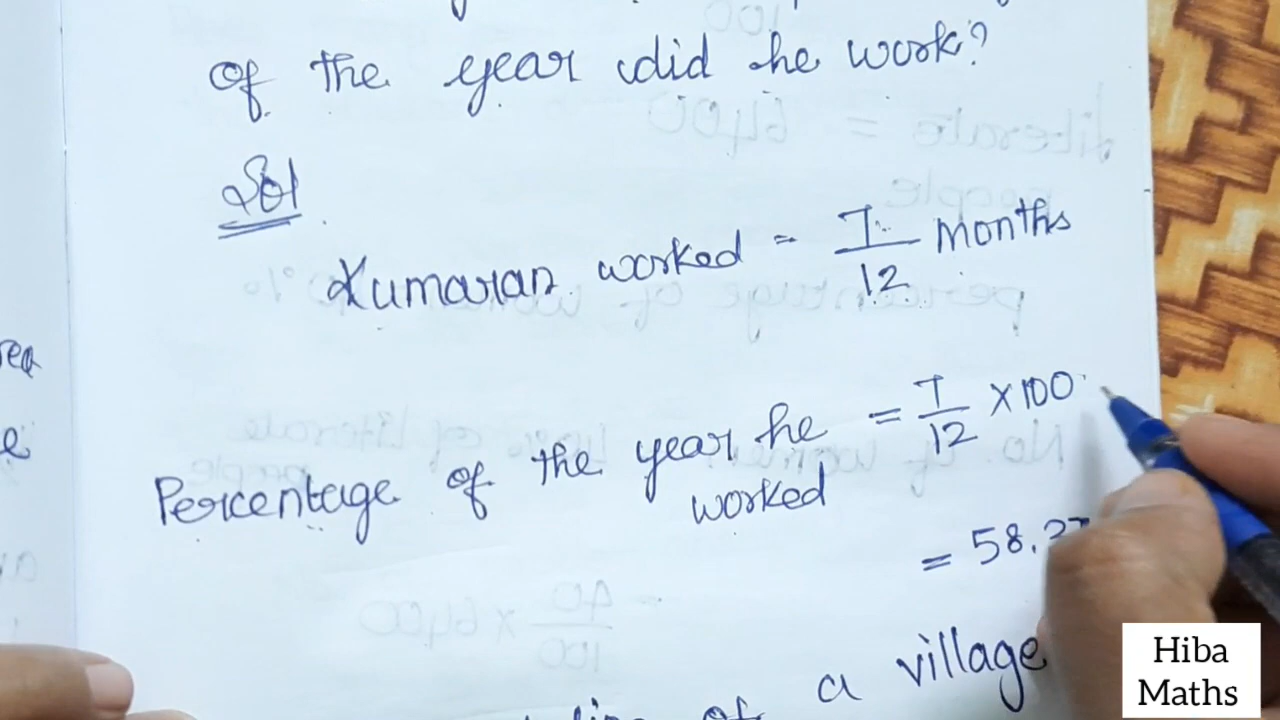 of the year did he work?
Sol
Kumaran worked = 7/12 months
Percentage of the year he worked = 7/12 × 100
= 58.
a village
Hiba
Maths